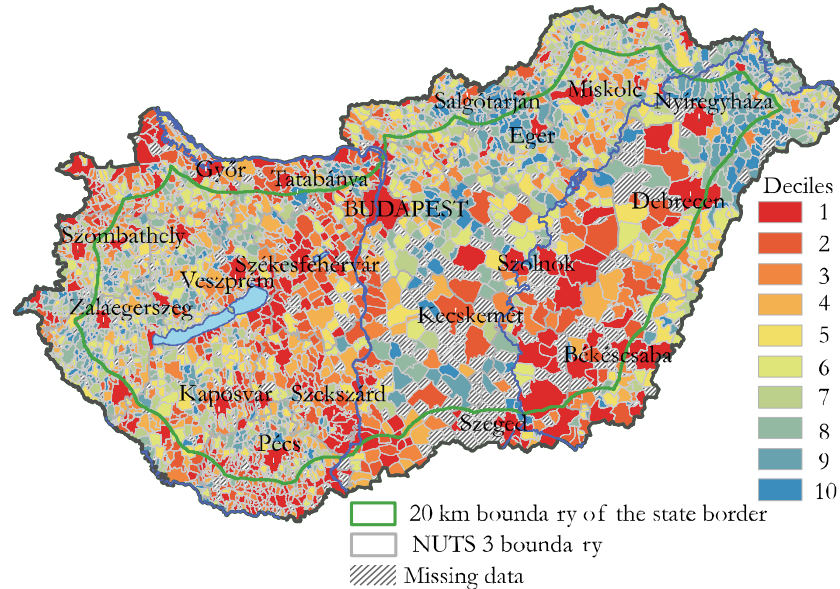 Salgótarján
Miskolc
Nyíregyháza
Eger
Győr
Tatabánya
BUDAPEST
Debrecen
Szombathely
Székesfehérvár
Veszprém
Szolnok
Zalaegerszeg
Kecskemét
Békéscsaba
Kaposvár
Szekszárd
Szeged
Pécs
Deciles
1
2
3
4
5
6
7
8
9
10
20 km bounda ry of the state border
NUTS 3 bounda ry
Missing data